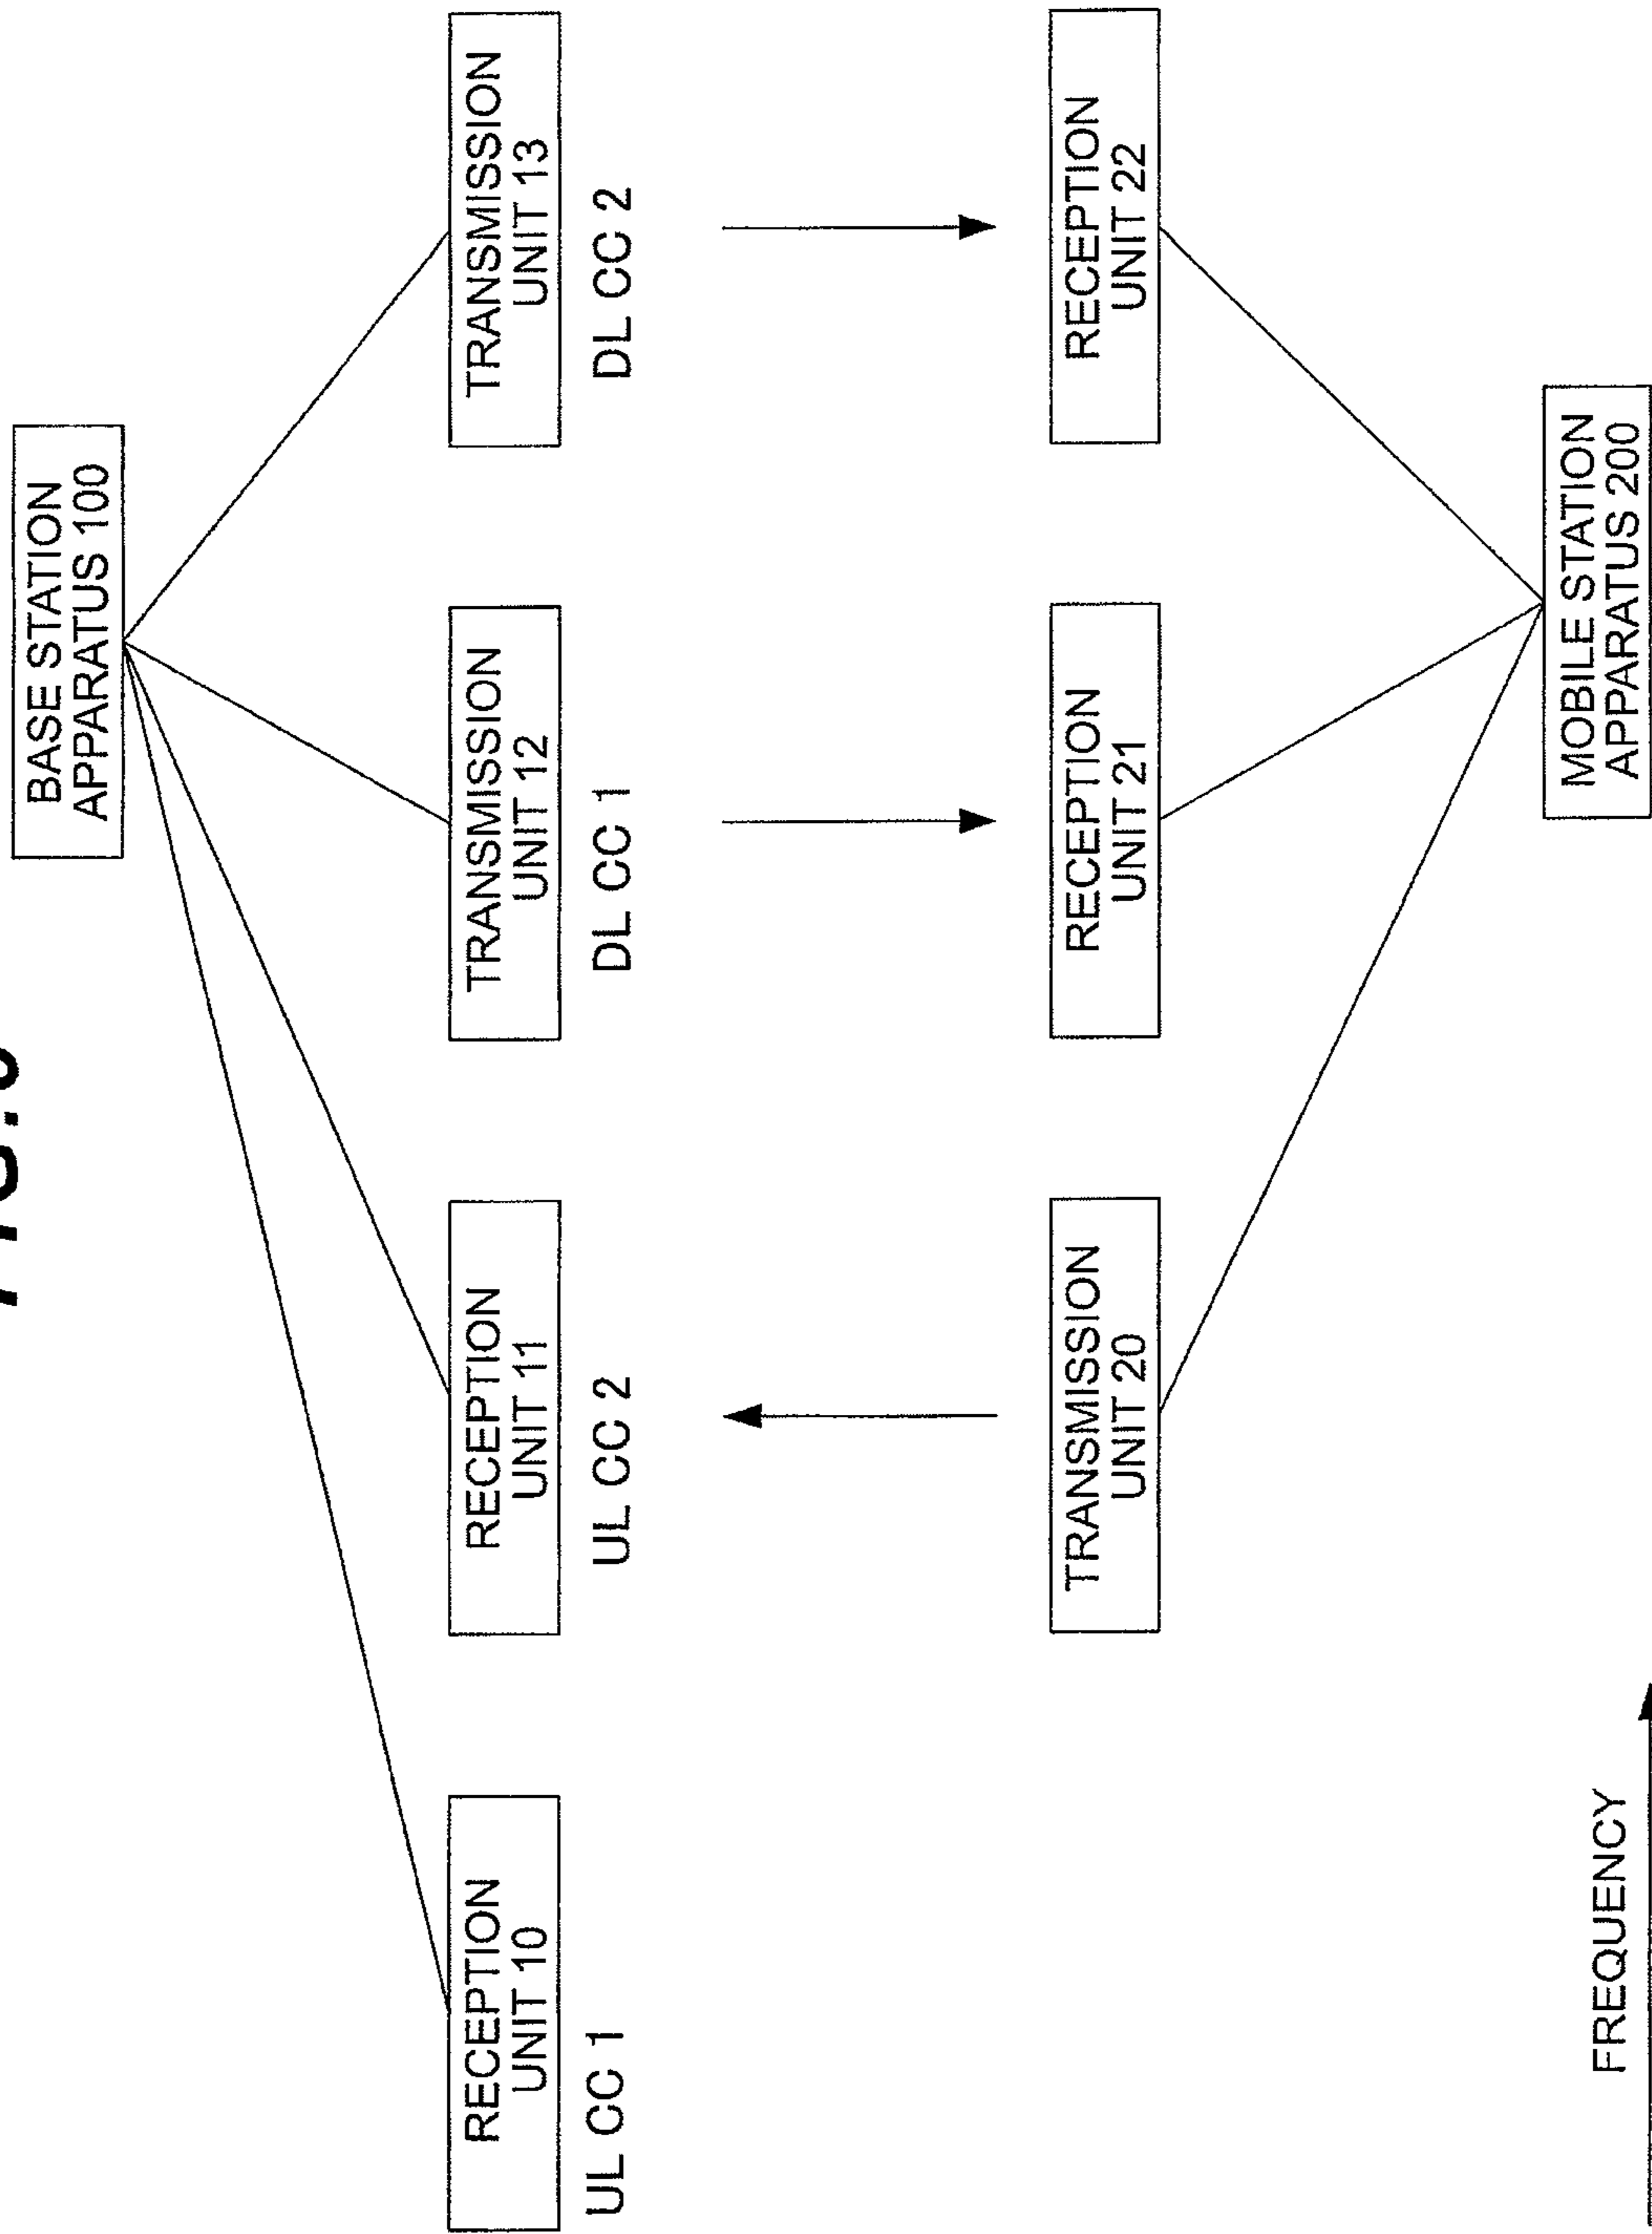 BASE STATION
APPARATUS 100
RECEPTION
UNIT 10
RECEPTION
UNIT 11
TRANSMISSION
UNIT 12
TRANSMISSION
UNIT 13
UL CC 1
UL CC 2
DL CC 1
DL CC 2
TRANSMISSION
UNIT 20
RECEPTION
UNIT 21
RECEPTION
UNIT 22
MOBILE STATION
APPARATUS 200
FREQUENCY